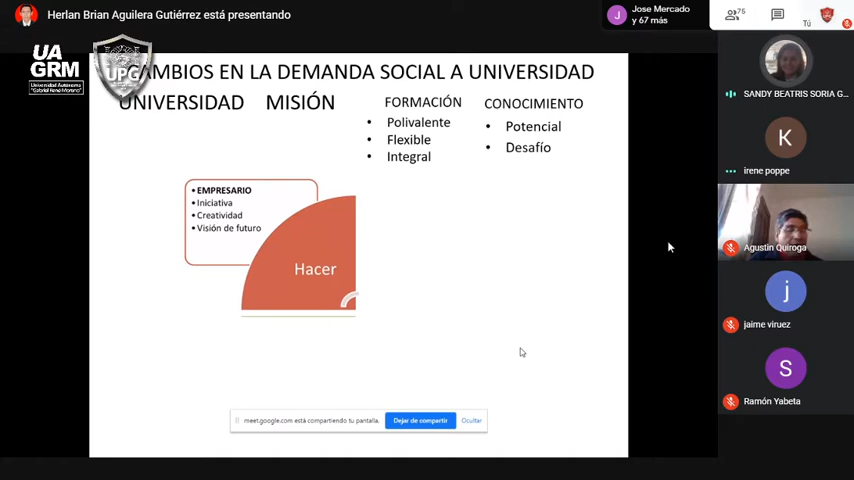 Herlan Brian Aguilera Gutiérrez está presentando
J
Jose Mercado
y 67 más
76
Tú
UA
GRM
Universidad Autónoma
"Gabriel René Moreno"
UPG
CAMBIOS EN LA DEMANDA SOCIAL A UNIVERSIDAD
UNIVERSIDAD MISIÓN
FORMACIÓN
• Polivalente
• Flexible
• Integral
CONOCIMIENTO
• Potencial
• Desafío
• EMPRESARIO
• Iniciativa
• Creatividad
• Visión de futuro
Hacer
meet.google.com está compartiendo tu pantalla.
Dejar de compartir
Ocultar
SANDY BEATRIS SORIA G...
K
irene poppe
Agustin Quiroga
j
jaime viruez
S
Ramón Yabeta